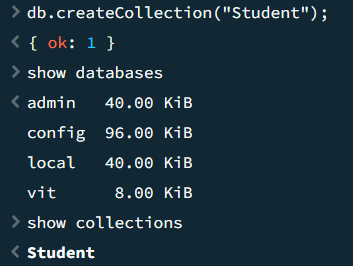 > db.createCollection("Student");
< { ok: 1 }
> show databases
< admin   40.00 KiB
config  96.00 KiB
local   40.00 KiB
vit      8.00 KiB
> show collections
< Student